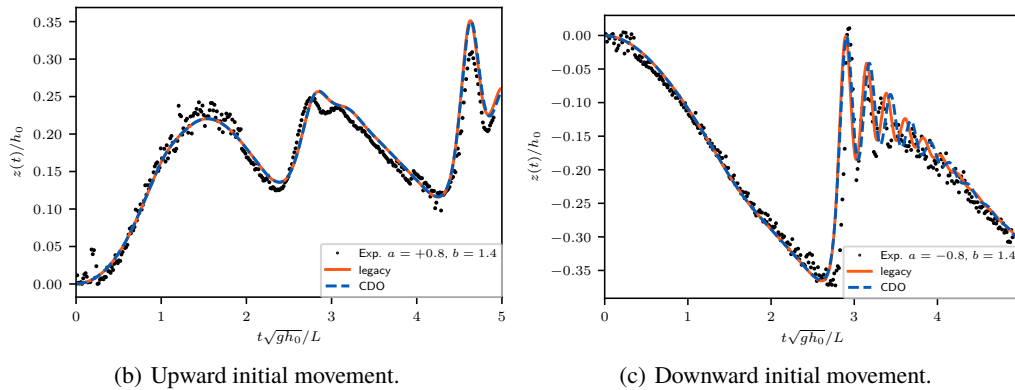 z(t)/h₀
0.35
0.30
0.25
0.20
0.15
0.10
0.05
0.00
Exp. a = +0.8, b = 1.4
legacy
CDO
0 1 2 3 4 5
t√gh₀/L
(b) Upward initial movement.
z(t)/h₀
0.00
−0.05
−0.10
−0.15
−0.20
−0.25
−0.30
−0.35
Exp. a = −0.8, b = 1.4
legacy
CDO
0 1 2 3 4
t√gh₀/L
(c) Downward initial movement.